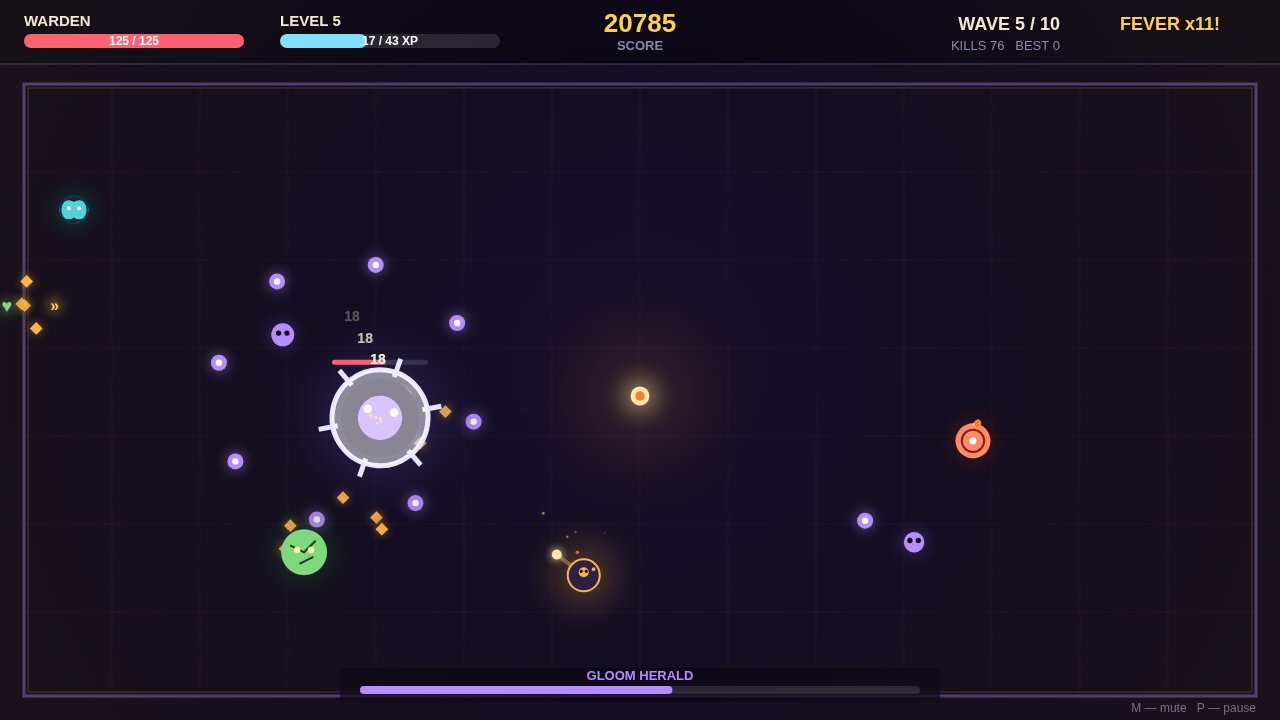 WARDEN
125 / 125
LEVEL 5
17 / 43 XP
20785
SCORE
WAVE 5 / 10
KILLS 76 BEST 0
FEVER x11!
18
18
18
GLOOM HERALD
M — mute P — pause